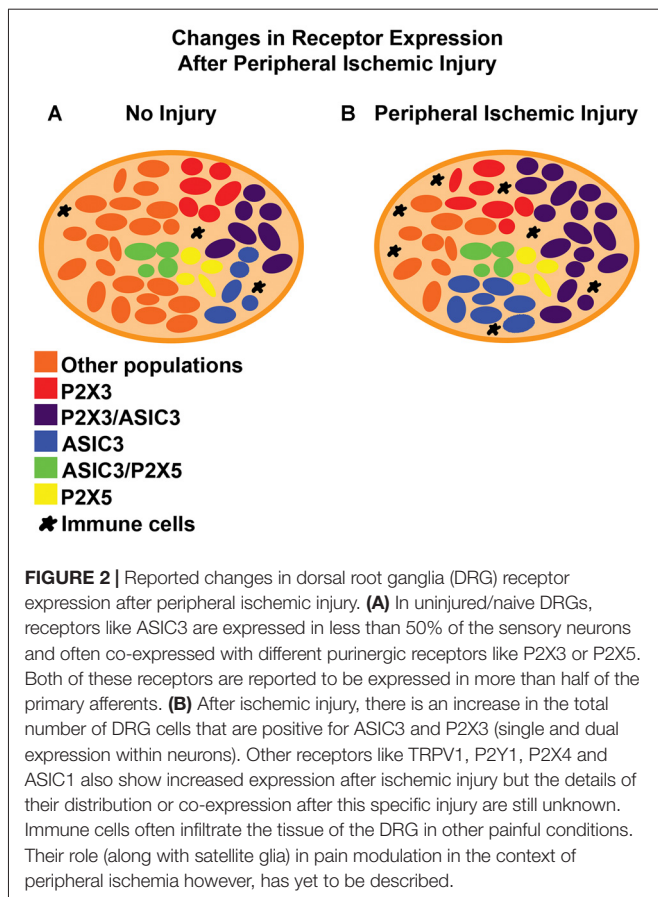 Changes in Receptor Expression
After Peripheral Ischemic Injury
A No Injury B Peripheral Ischemic Injury
Other populations
P2X3
P2X3/ASIC3
ASIC3
ASIC3/P2X5
P2X5
Immune cells
FIGURE 2 | Reported changes in dorsal root ganglia (DRG) receptor
expression after peripheral ischemic injury. (A) In uninjured/naive DRGs,
receptors like ASIC3 are expressed in less than 50% of the sensory neurons
and often co-expressed with different purinergic receptors like P2X3 or P2X5.
Both of these receptors are reported to be expressed in more than half of the
primary afferents. (B) After ischemic injury, there is an increase in the total
number of DRG cells that are positive for ASIC3 and P2X3 (single and dual
expression within neurons). Other receptors like TRPV1, P2Y1, P2X4 and
ASIC1 also show increased expression after ischemic injury but the details of
their distribution or co-expression after this specific injury are still unknown.
Immune cells often infiltrate the tissue of the DRG in other painful conditions.
Their role (along with satellite glia) in pain modulation in the context of
peripheral ischemia however, has yet to be described.